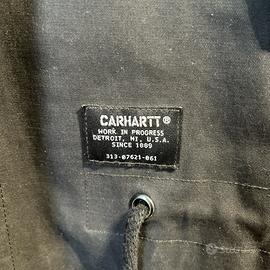 CARHARTT®
WORK IN PROGRESS
DETROIT, MI, U.S.A.
SINCE 1889
313-07621-061